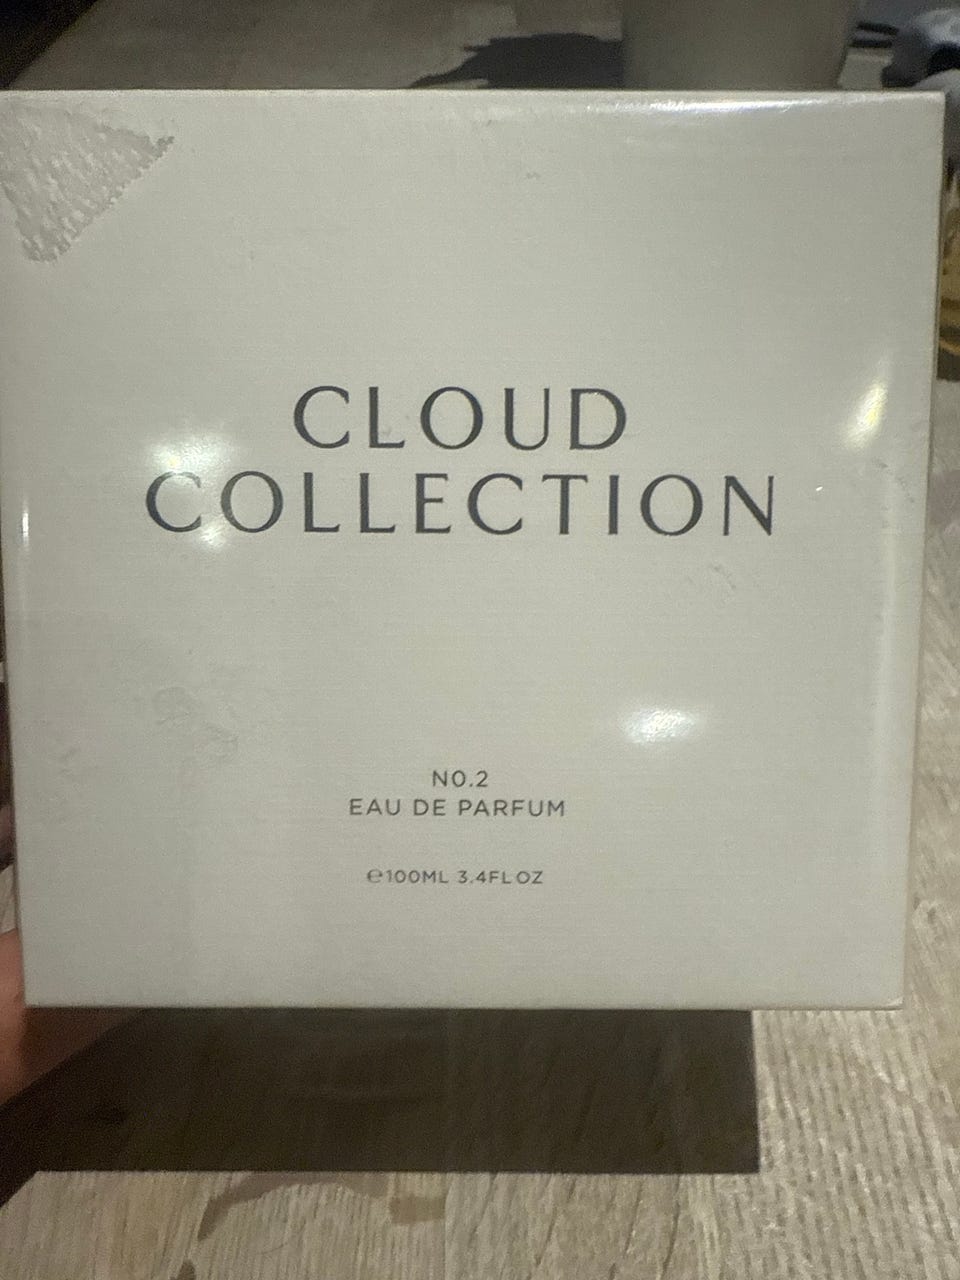 CLOUD
COLLECTION
NO.2
EAU DE PARFUM
℮100ML 3.4FL OZ